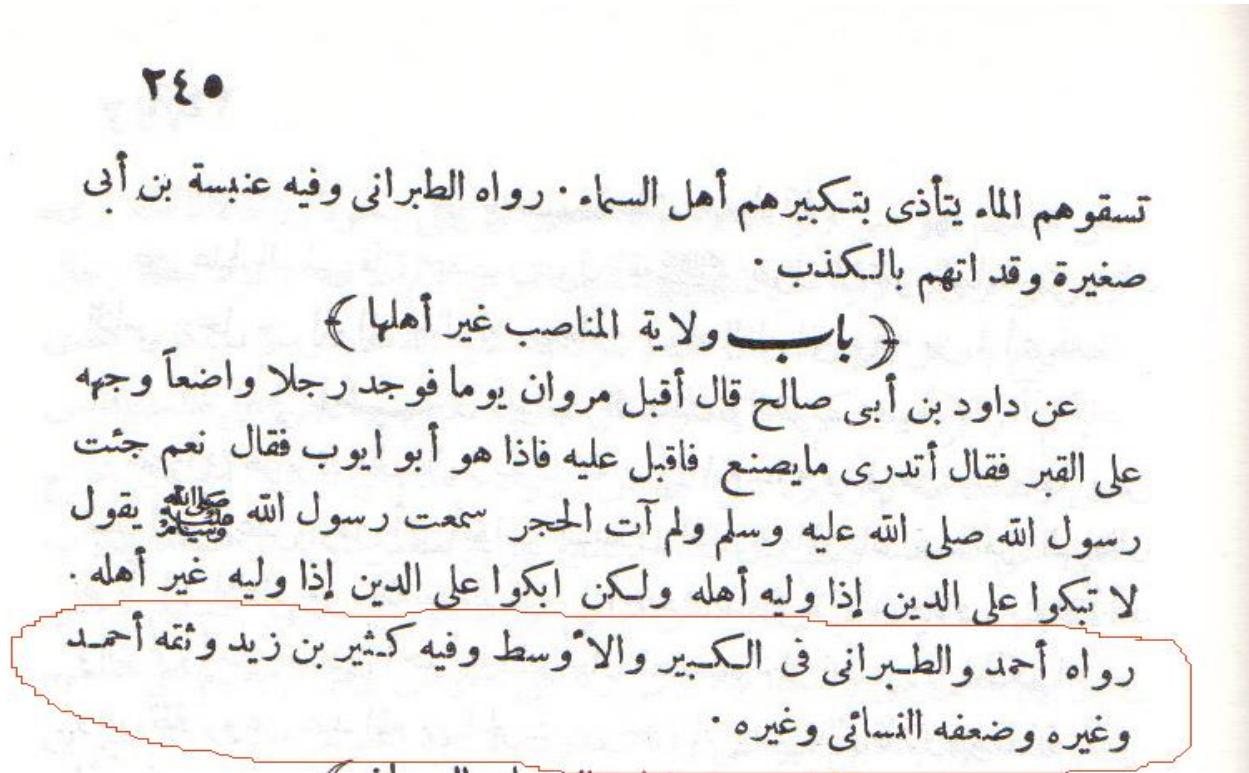 ٢٤٥
تسقوهم الماء يتأذى بتكبيرهم أهل السماء . رواه الطبرانى وفيه عنبسة بن أبى
صغيرة وقد اتهم بالكذب .
﴿ باب ولاية المناصب غير أهلها ﴾
عن داود بن أبى صالح قال أقبل مروان يوما فوجد رجلا واضعاً وجهه
على القبر فقال أتدرى مايصنع فاقبل عليه فاذا هو أبو ايوب فقال نعم جئت
رسول الله صلى الله عليه وسلم ولم آت الحجر سمعت رسول الله ﷺ يقول
لا تبكوا على الدين إذا وليه أهله ولكن ابكوا على الدين إذا وليه غير أهله .
رواه أحمد والطبرانى فى الكبير والأوسط وفيه كثير بن زيد وثقه أحمد
وغيره وضعفه النسائى وغيره .